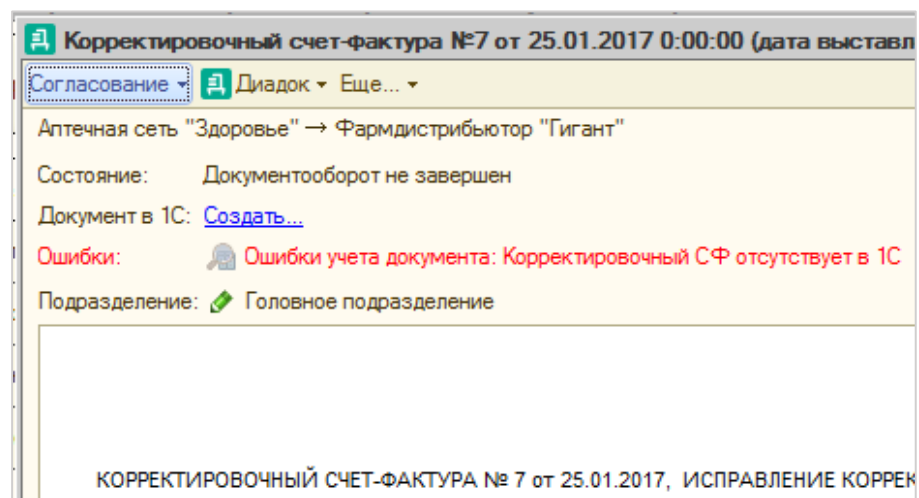 Корректировочный счет-фактура №7 от 25.01.2017 0:00:00 (дата выставл
Согласование Диадок Еще...
Аптечная сеть "Здоровье" → Фармдистрибьютор "Гигант"
Состояние: Документооборот не завершен
Документ в 1С: Создать...
Ошибки: Ошибки учета документа: Корректировочный СФ отсутствует в 1С
Подразделение: Головное подразделение
КОРРЕКТИРОВОЧНЫЙ СЧЕТ-ФАКТУРА № 7 от 25.01.2017, ИСПРАВЛЕНИЕ КОРРЕК